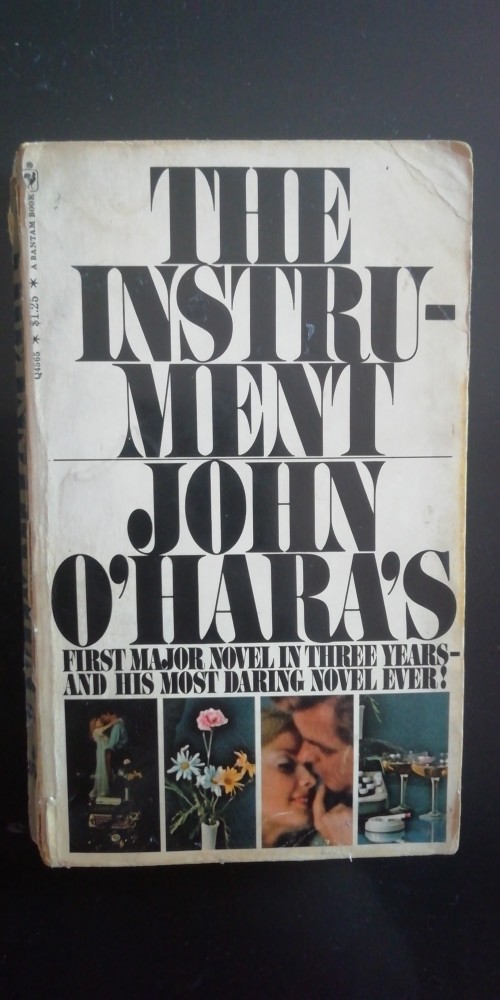 THE
INSTRU-
MENT
JOHN
O'HARA'S
FIRST MAJOR NOVEL IN THREE YEARS-
AND HIS MOST DARING NOVEL EVER!
Q4565 * $1.25 * A BANTAM BOOK